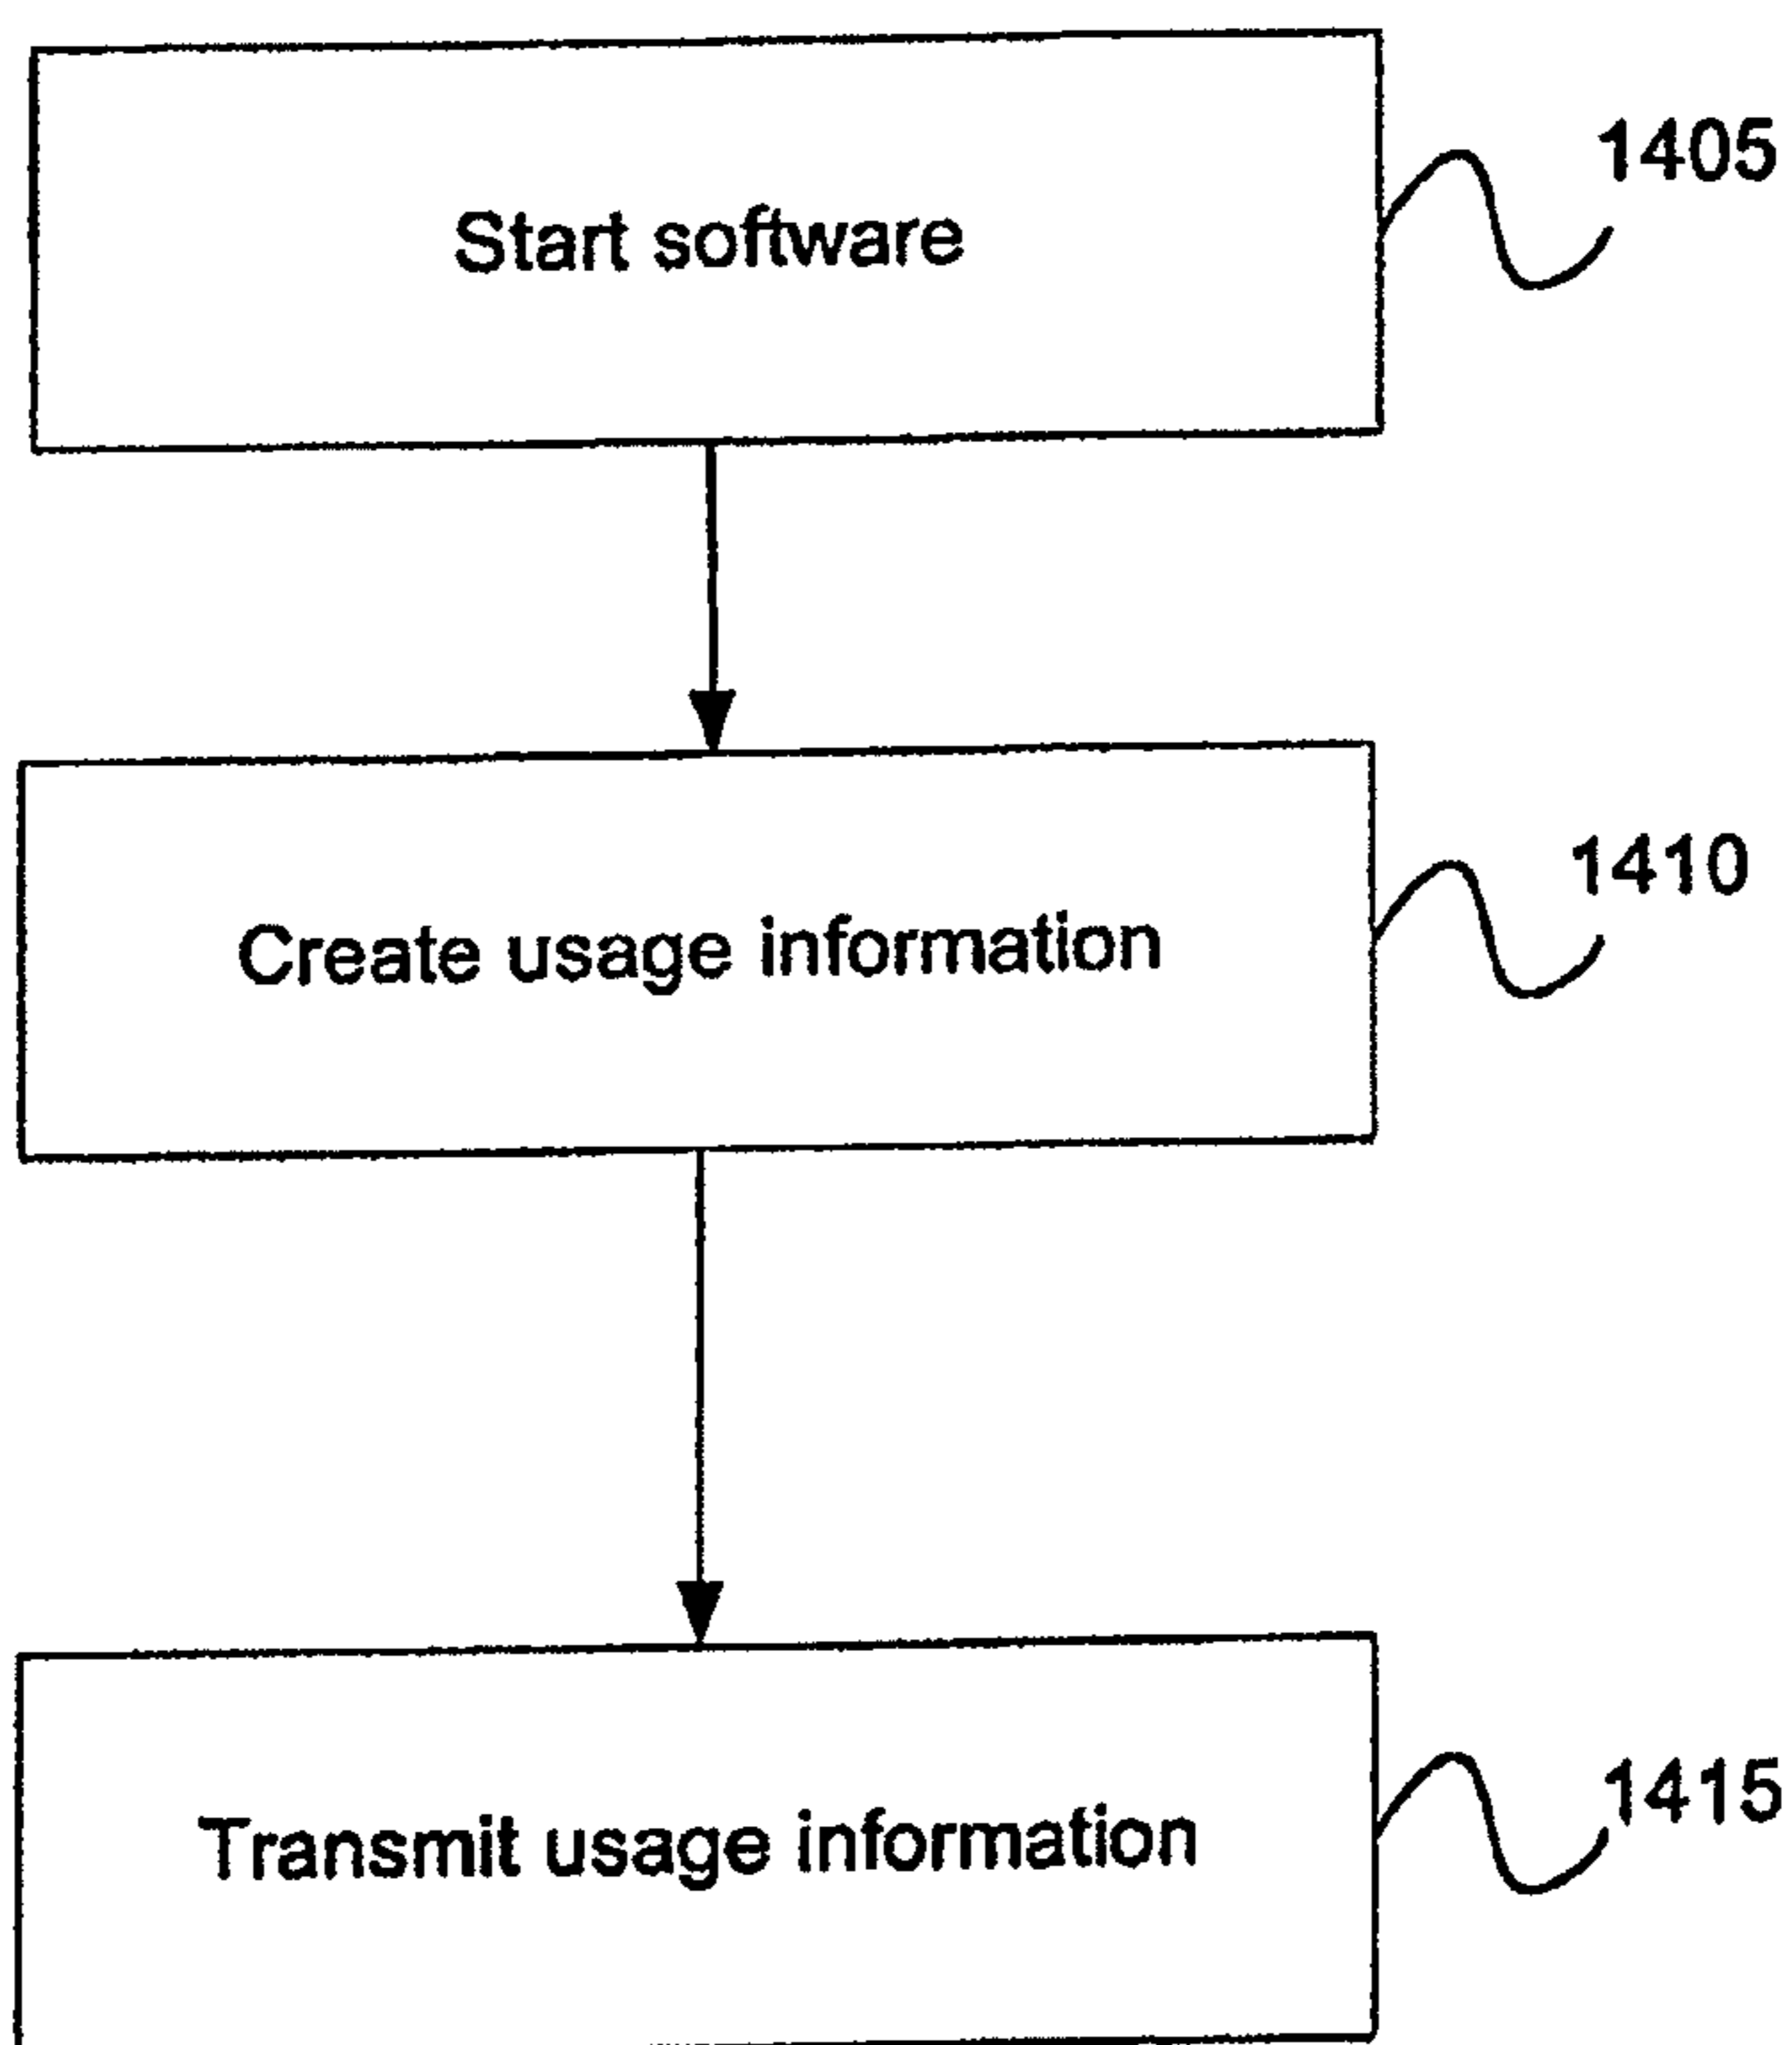 Start software
1405
Create usage information
1410
Transmit usage information
1415